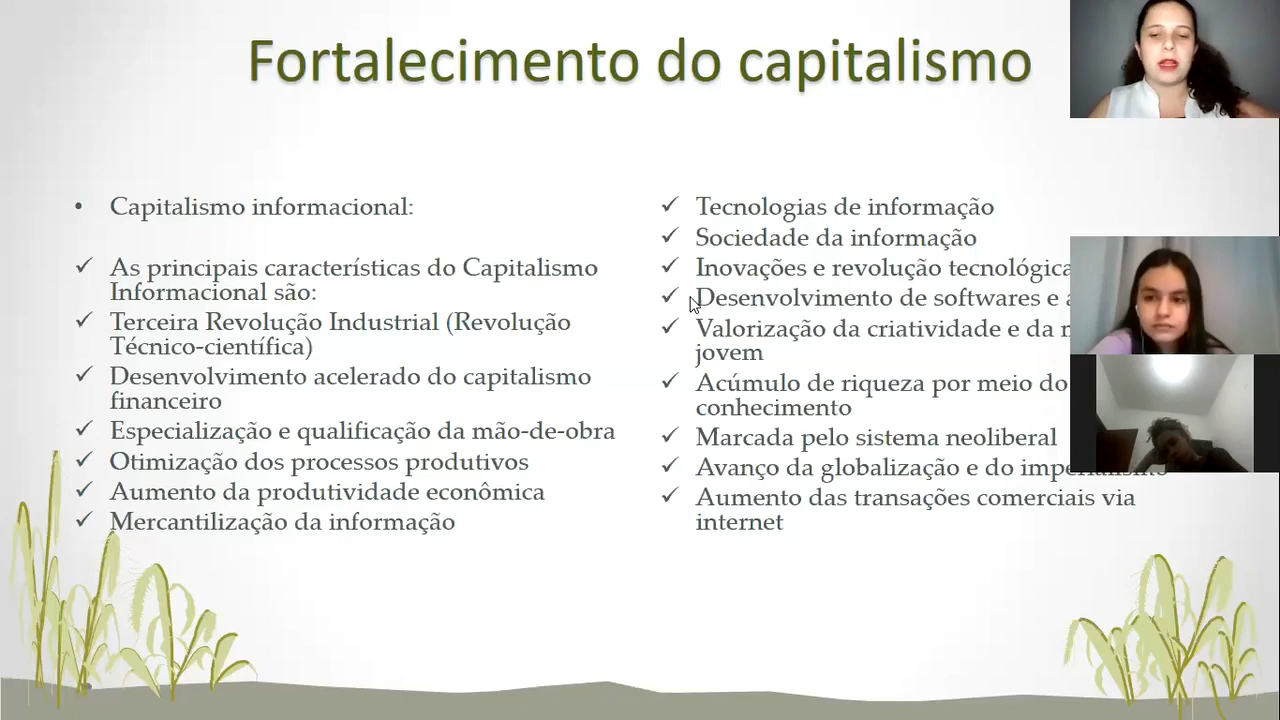 Fortalecimento do capitalismo
• Capitalismo informacional:
✓ As principais características do Capitalismo
Informacional são:
✓ Terceira Revolução Industrial (Revolução
Técnico-científica)
✓ Desenvolvimento acelerado do capitalismo
financeiro
✓ Especialização e qualificação da mão-de-obra
✓ Otimização dos processos produtivos
✓ Aumento da produtividade econômica
✓ Mercantilização da informação
✓ Tecnologias de informação
✓ Sociedade da informação
✓ Inovações e revolução tecnológica
✓ Desenvolvimento de softwares e
✓ Valorização da criatividade e da
jovem
✓ Acúmulo de riqueza por meio do
conhecimento
✓ Marcada pelo sistema neoliberal
✓ Avanço da globalização e do imperialismo
✓ Aumento das transações comerciais via
internet